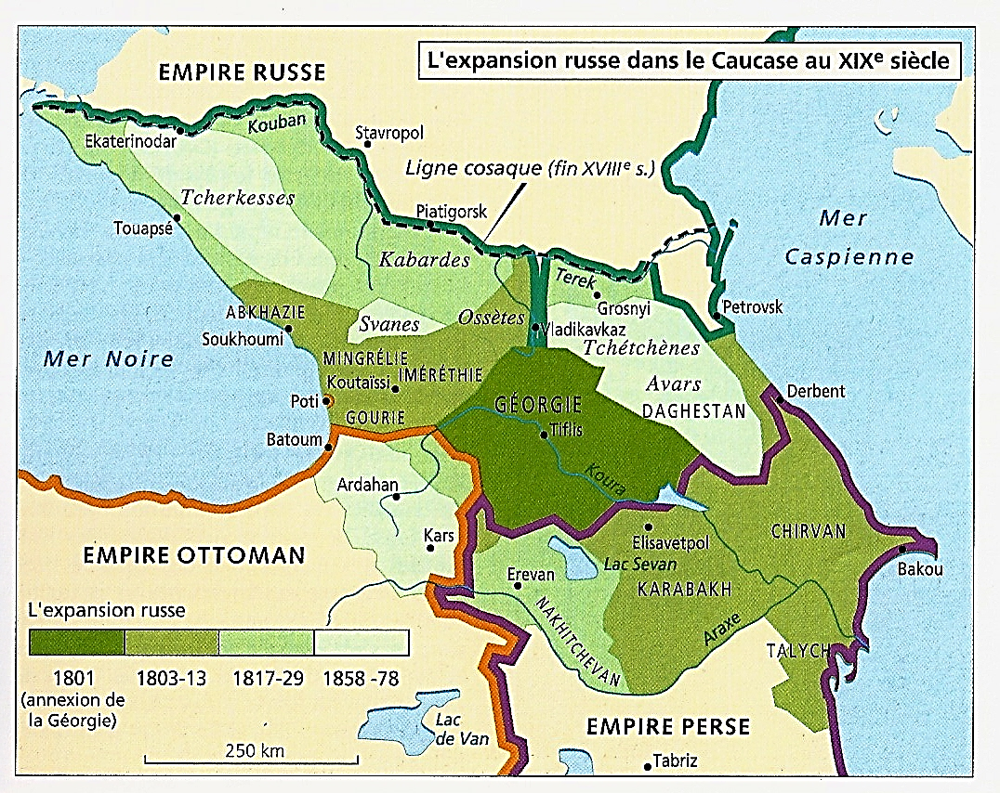 L'expansion russe dans le Caucase au XIXe siècle
EMPIRE RUSSE
Kouban
Ekaterinodar
Stavropol
Ligne cosaque (fin XVIIIe s.)
Tcherkesses
Touapsé
Piatigorsk
Mer
Caspienne
Kabardes
Terek
Grosnyi
Petrovsk
ABKHAZIE
Soukhoumi
Svanes
Ossètes
Vladikavkaz
Tchétchènes
Mer Noire
MINGRÉLIE
Koutaïssi
IMÉRÉTHIE
Avars
DAGHESTAN
Derbent
Poti
GOURIE
GÉORGIE
Tiflis
Batoum
Koura
Ardahan
Kars
CHIRVAN
Elisavetpol
EMPIRE OTTOMAN
Lac Sevan
Bakou
Erevan
KARABAKH
NAKHITCHEVAN
Araxe
TALYCH
L'expansion russe
1801
(annexion de
la Géorgie)
1803-13
1817-29
1858 -78
250 km
Lac
de Van
EMPIRE PERSE
Tabriz